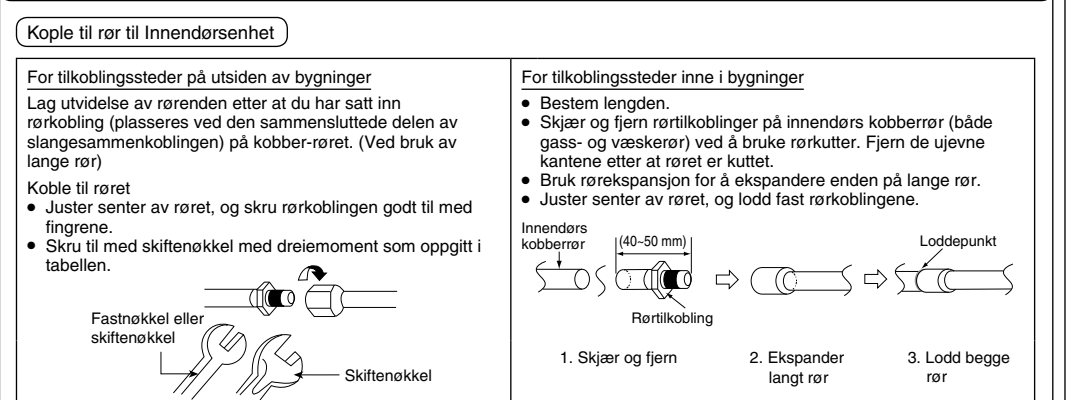 Kople til rør til Innendørsenhet
For tilkoblingssteder på utsiden av bygninger
Lag utvidelse av rørenden etter at du har satt inn
rørkobling (plasseres ved den sammensluttede delen av
slangesammenkoblingen) på kobber-røret. (Ved bruk av
lange rør)
Koble til røret
● Juster senter av røret, og skru rørkoblingen godt til med
fingrene.
● Skru til med skiftenøkkel med dreiemoment som oppgitt i
tabellen.
Fastnøkkel eller
skiftenøkkel
Skiftenøkkel
For tilkoblingssteder inne i bygninger
● Bestem lengden.
● Skjær og fjern rørtilkoblinger på innendørs kobberrør (både
gass- og væskerør) ved å bruke rørkutter. Fjern de ujevne
kantene etter at røret er kuttet.
● Bruk rørekspansjon for å ekspandere enden på lange rør.
● Juster senter av røret, og lodd fast rørkoblingene.
Innendørs
kobberrør
(40~50 mm)
Loddepunkt
Rørtilkobling
1. Skjær og fjern
2. Ekspander
langt rør
3. Lodd begge
rør